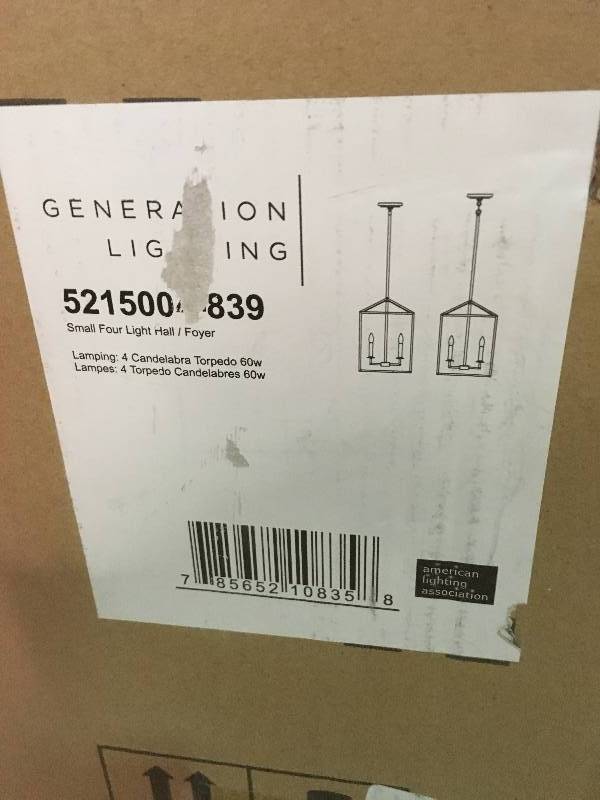 GENERA ION
LIG ING
521500 -839
Small Four Light Hall / Foyer
Lamping: 4 Candelabra Torpedo 60w
Lampes: 4 Torpedo Candelabres 60w
7 85652 10835 8
american
lighting
association